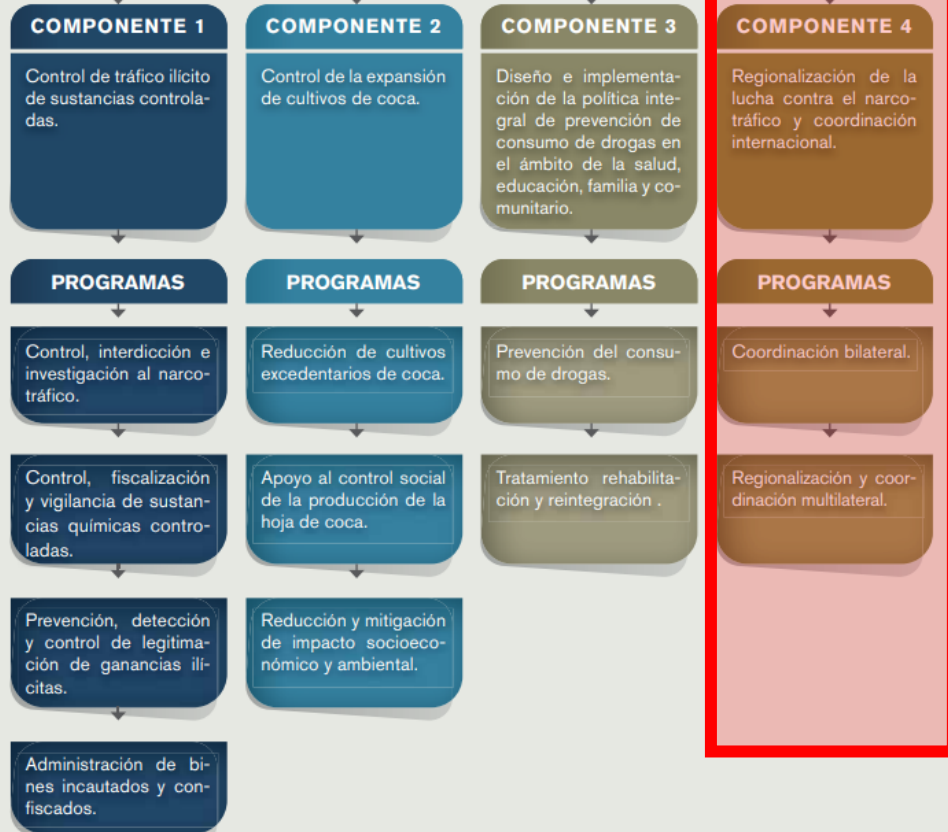 COMPONENTE 1
Control de tráfico ilícito
de sustancias controla-
das.
PROGRAMAS
Control, interdicción e
investigación al narco-
tráfico.
Control, fiscalización
y vigilancia de sustan-
cias químicas contro-
ladas.
Prevención, detección
y control de legitima-
ción de ganancias ilí-
citas.
Administración de bi-
nes incautados y con-
fiscados.
COMPONENTE 2
Control de la expansión
de cultivos de coca.
PROGRAMAS
Reducción de cultivos
excedentarios de coca.
Apoyo al control social
de la producción de la
hoja de coca.
Reducción y mitigación
de impacto socioeco-
nómico y ambiental.
COMPONENTE 3
Diseño e implementa-
ción de la política inte-
gral de prevención de
consumo de drogas en
el ámbito de la salud,
educación, familia y co-
munitario.
PROGRAMAS
Prevención del consu-
mo de drogas.
Tratamiento rehabilita-
ción y reintegración .
COMPONENTE 4
Regionalización de la
lucha contra el narco-
tráfico y coordinación
internacional.
PROGRAMAS
Coordinación bilateral.
Regionalización y coor-
dinación multilateral.